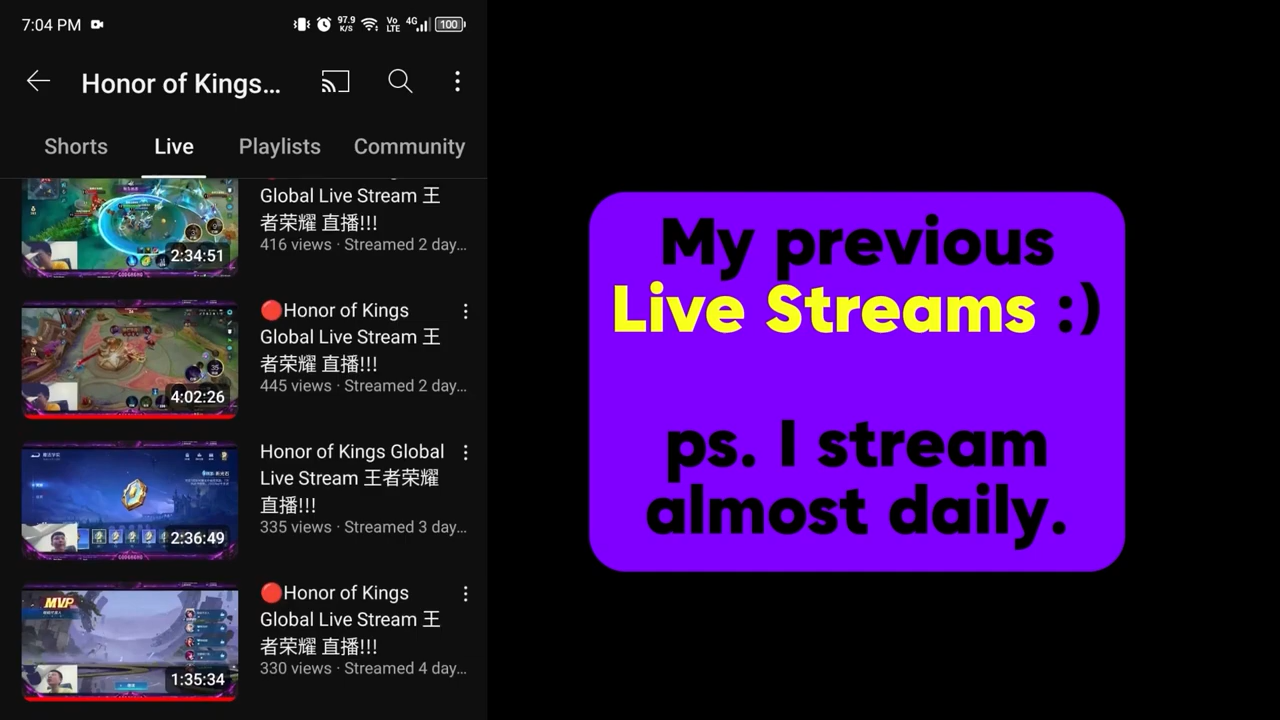 7:04 PM
97.9
K/S
Vo
LTE
4G
100
Honor of Kings...
Shorts
Live
Playlists
Community
Global Live Stream 王
者荣耀 直播!!!
416 views · Streamed 2 day...
2:34:51
🔴Honor of Kings
Global Live Stream 王
者荣耀 直播!!!
445 views · Streamed 2 day...
4:02:26
Honor of Kings Global
Live Stream 王者荣耀
直播!!!
335 views · Streamed 3 day...
2:36:49
🔴Honor of Kings
Global Live Stream 王
者荣耀 直播!!!
330 views · Streamed 4 day...
MVP
1:35:34
My previous
Live Streams :)
ps. I stream
almost daily.